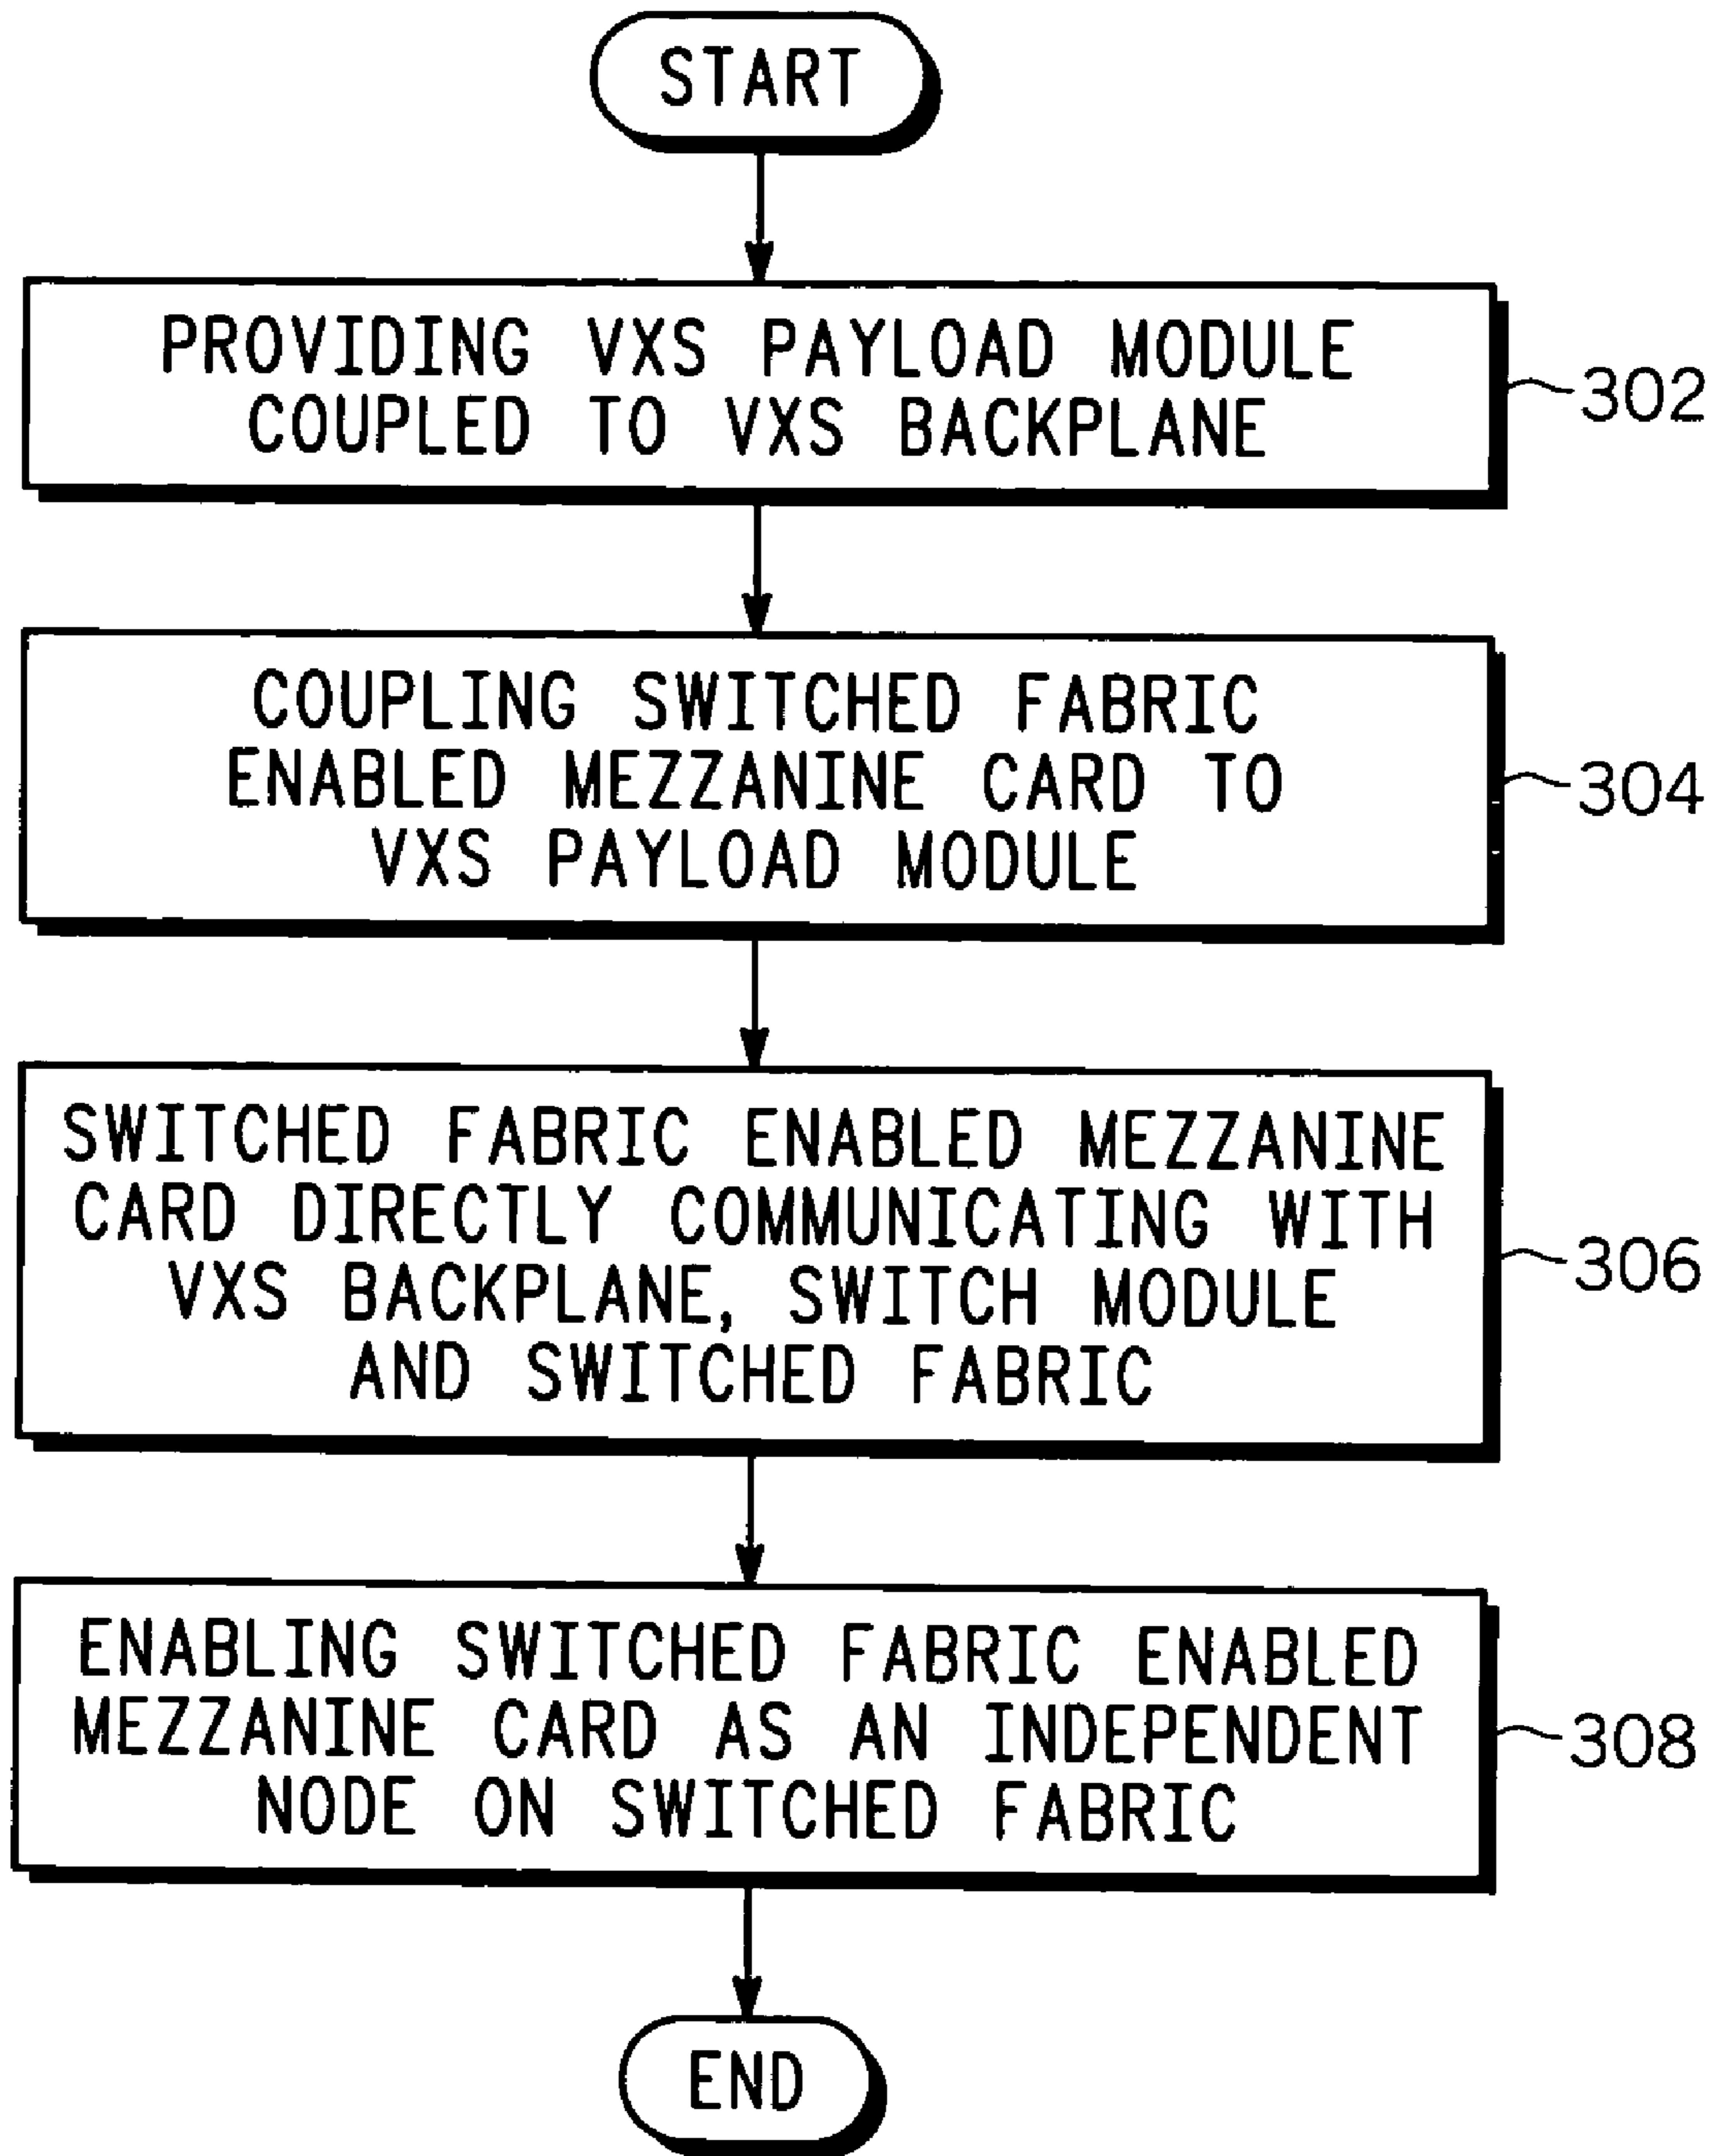 START
PROVIDING VXS PAYLOAD MODULE
COUPLED TO VXS BACKPLANE
302
COUPLING SWITCHED FABRIC
ENABLED MEZZANINE CARD TO
VXS PAYLOAD MODULE
304
SWITCHED FABRIC ENABLED MEZZANINE
CARD DIRECTLY COMMUNICATING WITH
VXS BACKPLANE, SWITCH MODULE
AND SWITCHED FABRIC
306
ENABLING SWITCHED FABRIC ENABLED
MEZZANINE CARD AS AN INDEPENDENT
NODE ON SWITCHED FABRIC
308
END